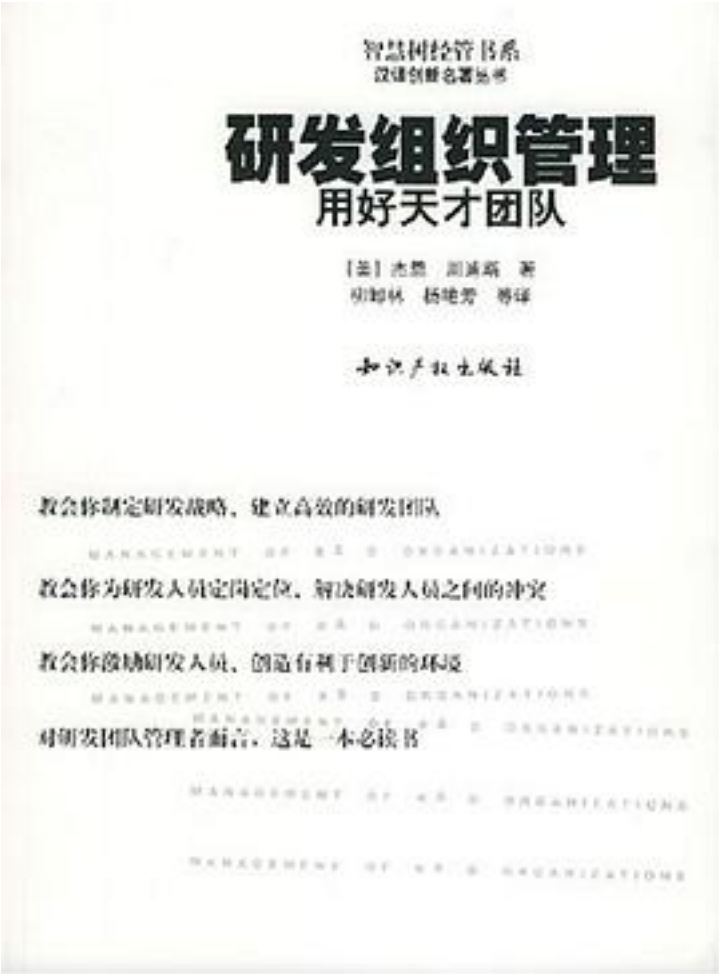 智慧树经管书系
汉译创新名著丛书
研发组织管理
用好天才团队
[美] 杰恩 川迪斯 著
柳卸林 杨艳芳 等译
知识产权出版社
教会你制定研发战略、建立高效的研发团队
MANAGEMENT OF R& D ORGANIZATIONS
教会你为研发人员定岗定位、解决研发人员之间的冲突
MANAGEMENT OF R& D ORGANIZATIONS
教会你激励研发人员、创造有利于创新的环境
MANAGEMENT OF R& D ORGANIZATIONS
MANAGEMENT OF R& D ORGANIZATIONS
对研发团队管理者而言，这是一本必读书
MANAGEMENT OF R& D ORGANIZATIONS
MANAGEMENT OF R& D ORGANIZATIONS